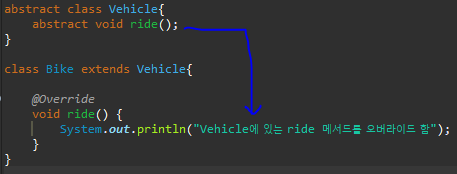 abstract class Vehicle{
abstract void ride();
}
class Bike extends Vehicle{
@Override
void ride() {
System.out.println("Vehicle에 있는 ride 메서드를 오버라이드 함");
}
}